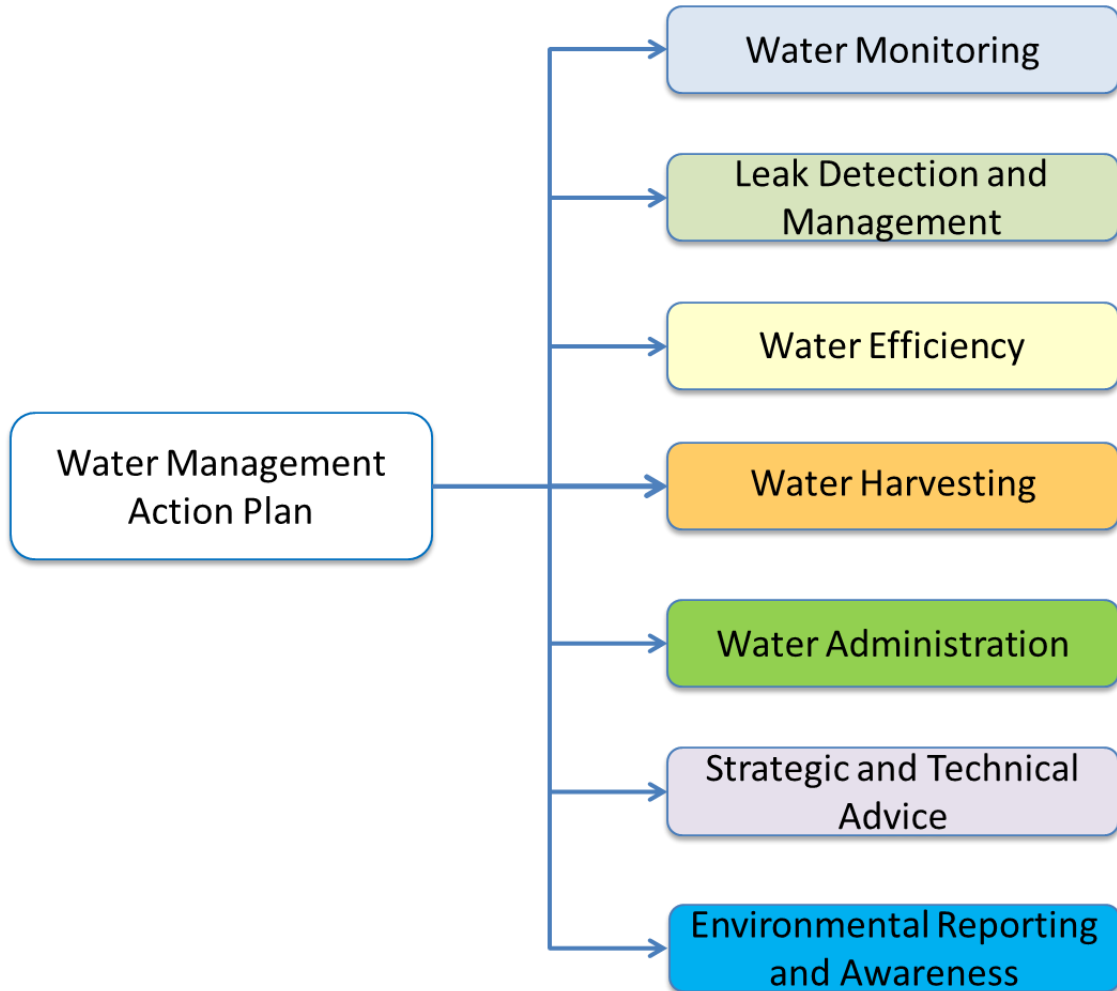 Water Monitoring
Leak Detection and
Management
Water Efficiency
Water Management
Action Plan
Water Harvesting
Water Administration
Strategic and Technical
Advice
Environmental Reporting
and Awareness